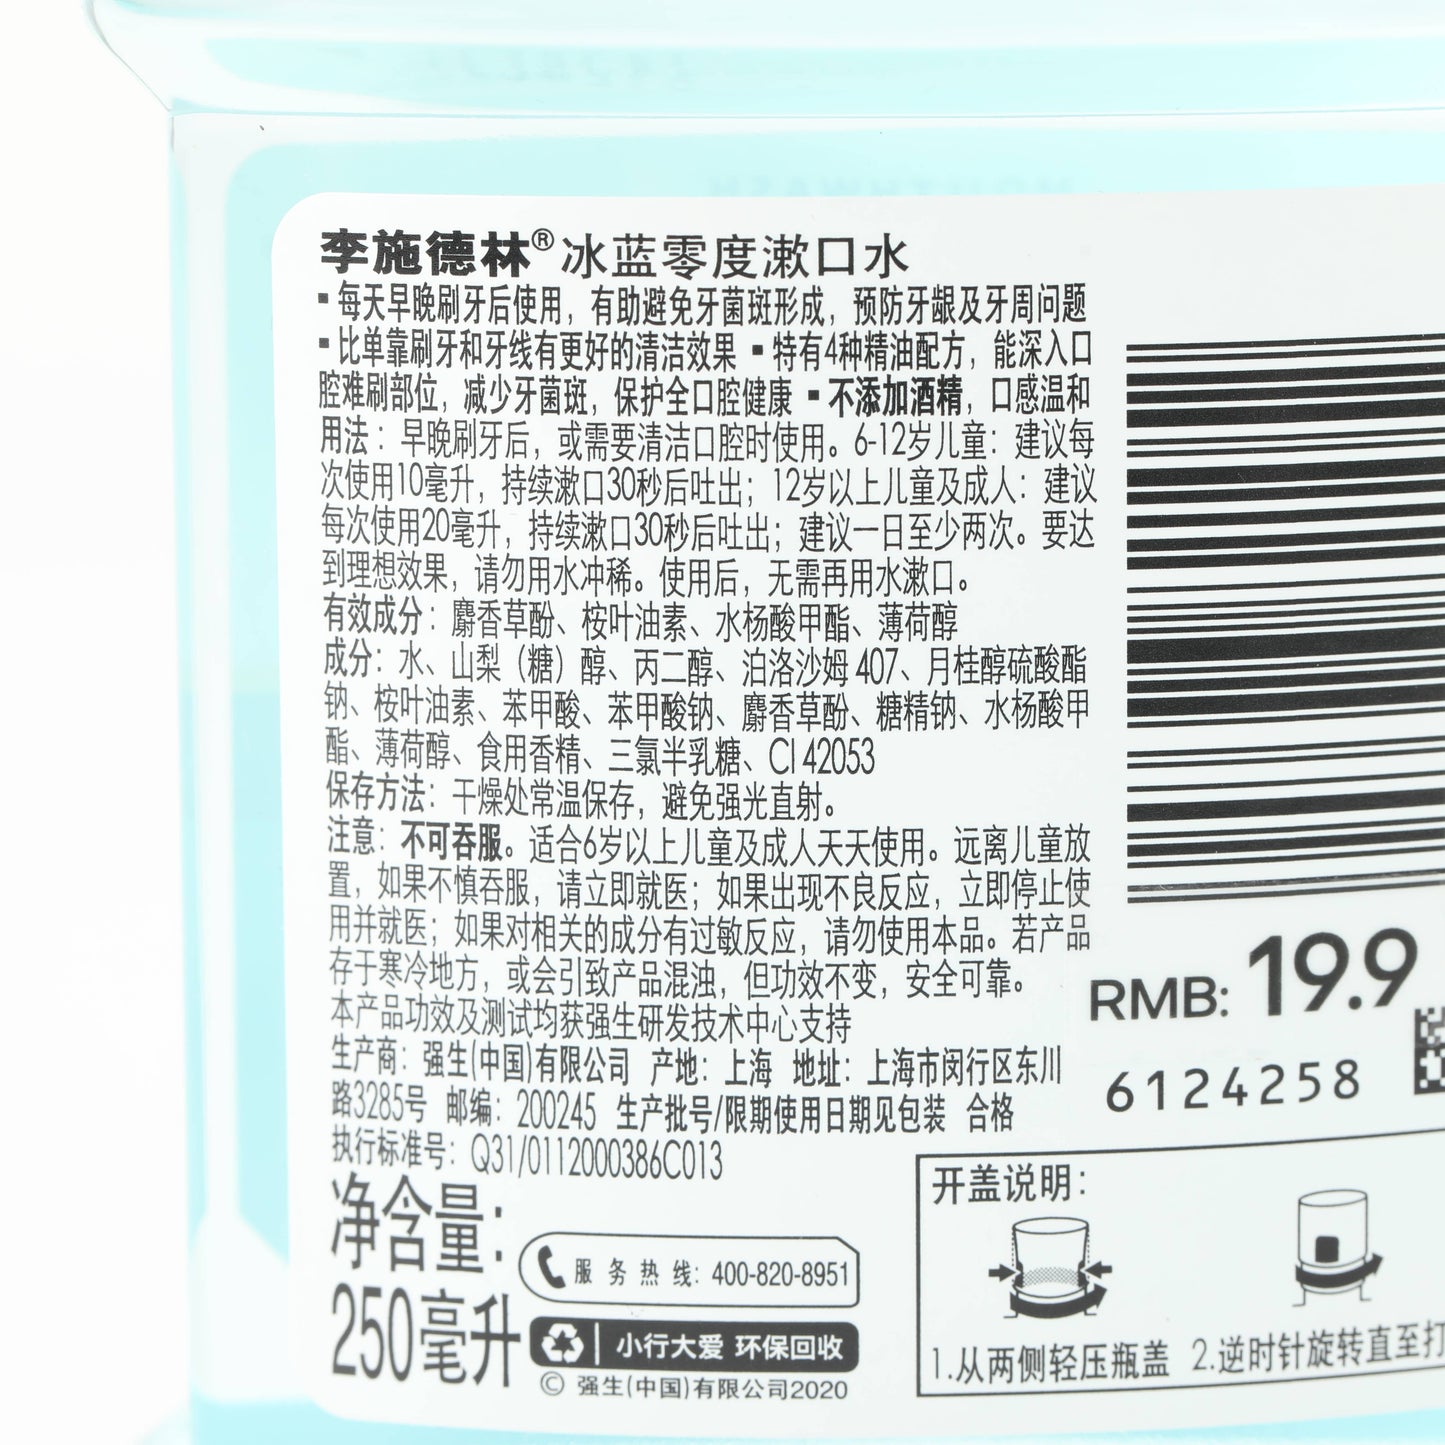 李施德林®冰蓝零度漱口水
▪每天早晚刷牙后使用，有助避免牙菌斑形成，预防牙龈及牙周问题
▪比单靠刷牙和牙线有更好的清洁效果 ▪特有4种精油配方，能深入口
腔难刷部位，减少牙菌斑，保护全口腔健康 ▪不添加酒精，口感温和
用法：早晚刷牙后，或需要清洁口腔时使用。6-12岁儿童：建议每
次使用10毫升，持续漱口30秒后吐出；12岁以上儿童及成人：建议
每次使用20毫升，持续漱口30秒后吐出；建议一日至少两次。要达
到理想效果，请勿用水冲稀。使用后，无需再用水漱口。
有效成分：麝香草酚、桉叶油素、水杨酸甲酯、薄荷醇
成分：水、山梨（糖）醇、丙二醇、泊洛沙姆 407、月桂醇硫酸酯
钠、桉叶油素、苯甲酸、苯甲酸钠、麝香草酚、糖精钠、水杨酸甲
酯、薄荷醇、食用香精、三氯半乳糖、CI 42053
保存方法：干燥处常温保存，避免强光直射。
注意：不可吞服。适合6岁以上儿童及成人天天使用。远离儿童放
置，如果不慎吞服，请立即就医；如果出现不良反应，立即停止使
用并就医；如果对相关的成分有过敏反应，请勿使用本品。若产品
存于寒冷地方，或会引致产品混浊，但功效不变，安全可靠。
本产品功效及测试均获强生研发技术中心支持
生产商：强生(中国)有限公司 产地：上海 地址：上海市闵行区东川
路3285号 邮编：200245 生产批号/限期使用日期见包装 合格
执行标准号：Q31/0112000386C013
净含量：
250毫升
服务热线：400-820-8951
小行大爱 环保回收
© 强生(中国)有限公司2020
RMB: 19.9
6124258
开盖说明：
1.从两侧轻压瓶盖 2.逆时针旋转直至打